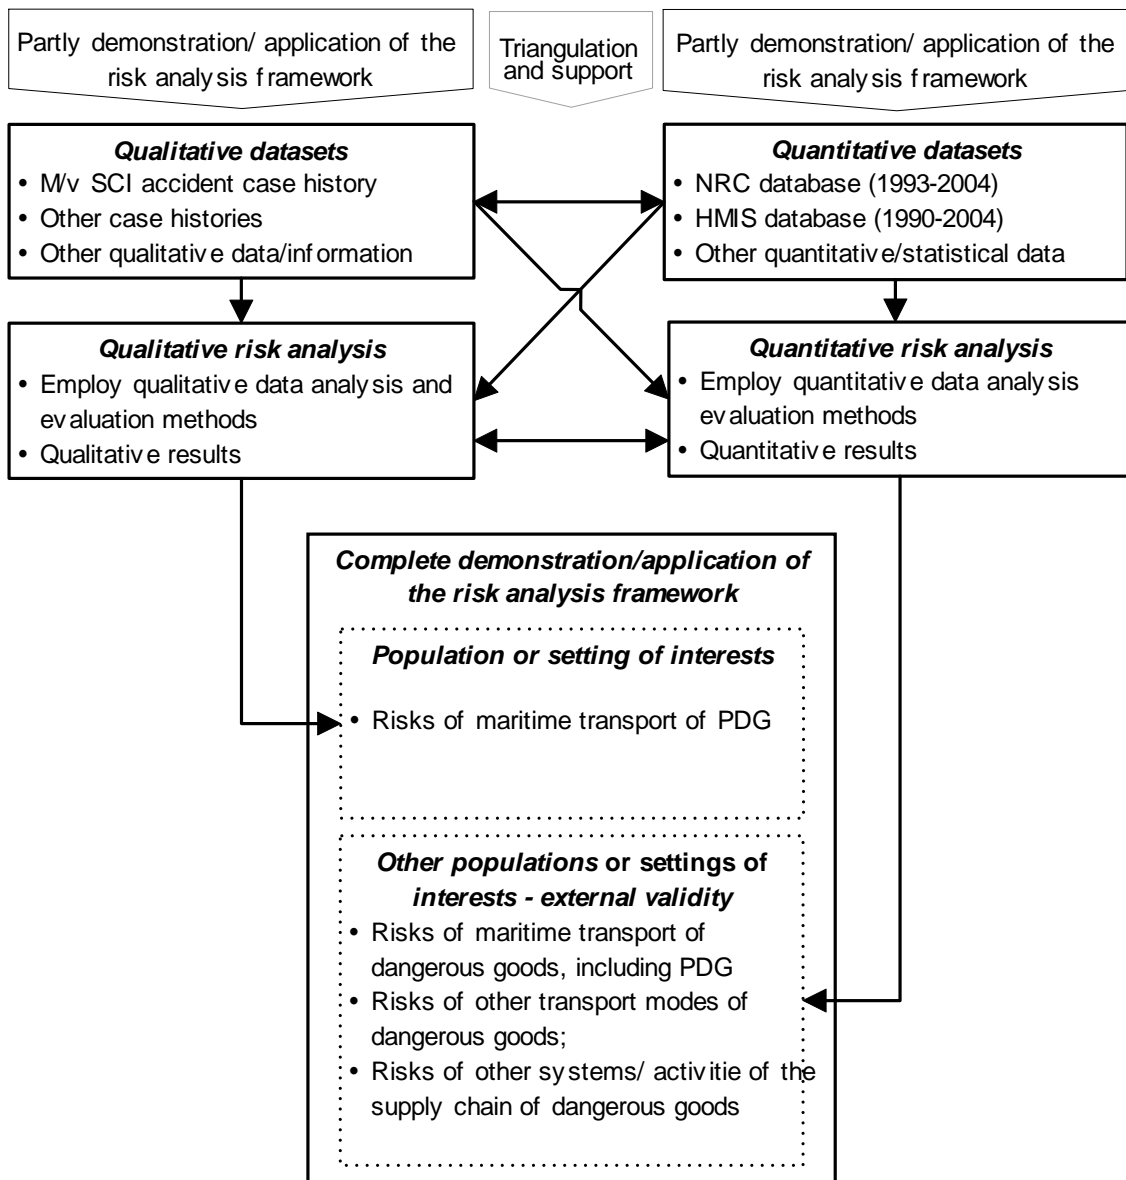 Partly demonstration/ application of the
risk analysis framework
Triangulation
and support
Partly demonstration/ application of the
risk analysis framework
Qualitative datasets
• M/v SCI accident case history
• Other case histories
• Other qualitative data/information
Quantitative datasets
• NRC database (1993-2004)
• HMIS database (1990-2004)
• Other quantitative/statistical data
Qualitative risk analysis
• Employ qualitative data analysis and
evaluation methods
• Qualitative results
Quantitative risk analysis
• Employ quantitative data analysis
evaluation methods
• Quantitative results
Complete demonstration/application of
the risk analysis framework
Population or setting of interests
• Risks of maritime transport of PDG
Other populations or settings of
interests - external validity
• Risks of maritime transport of
dangerous goods, including PDG
• Risks of other transport modes of
dangerous goods;
• Risks of other systems/ activitie of the
supply chain of dangerous goods